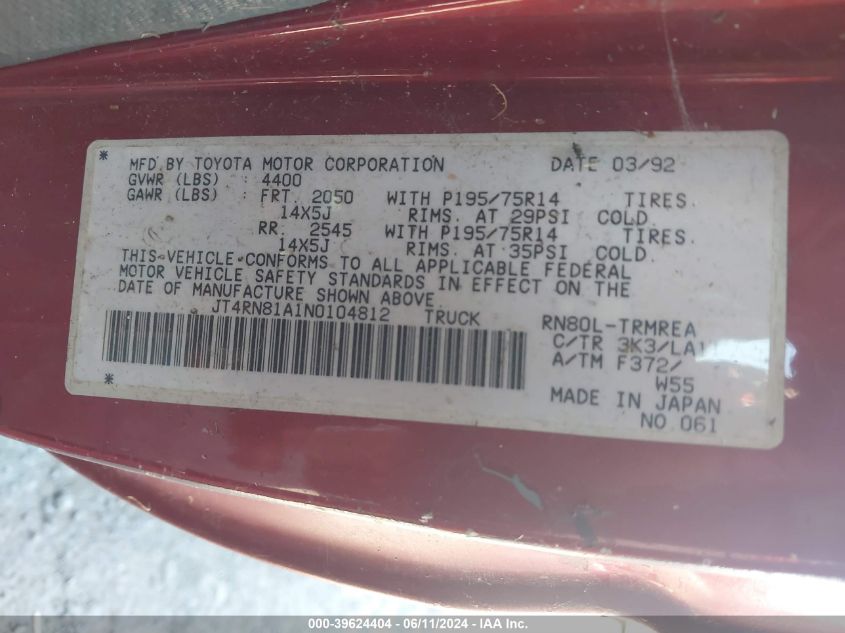 * MFD BY TOYOTA MOTOR CORPORATION DATE 03/92
GVWR (LBS) : 4400
GAWR (LBS) : FRT. 2050 WITH P195/75R14 TIRES.
14X5J RIMS. AT 29PSI COLD.
RR. 2545 WITH P195/75R14 TIRES.
14X5J RIMS. AT 35PSI COLD.
THIS VEHICLE CONFORMS TO ALL APPLICABLE FEDERAL
MOTOR VEHICLE SAFETY STANDARDS IN EFFECT ON THE
DATE OF MANUFACTURE SHOWN ABOVE.
JT4RN81A1N0104812 TRUCK RN80L-TRMREA
C/TR 3K3/LA
A/TM F372/
W55
* MADE IN JAPAN
NO 061
000-39624404 - 06/11/2024 - IAA Inc.